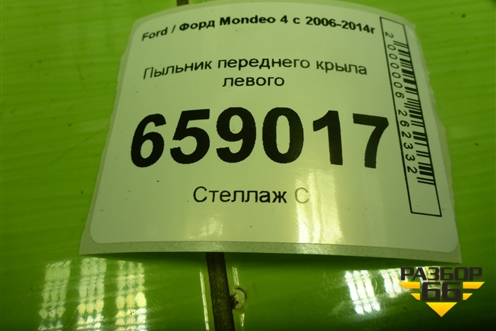 Ford / Форд Mondeo 4 с 2006-2014г
Пыльник переднего крыла
левого
659017
Стеллаж С
2000006262332
РАЗБОР
66